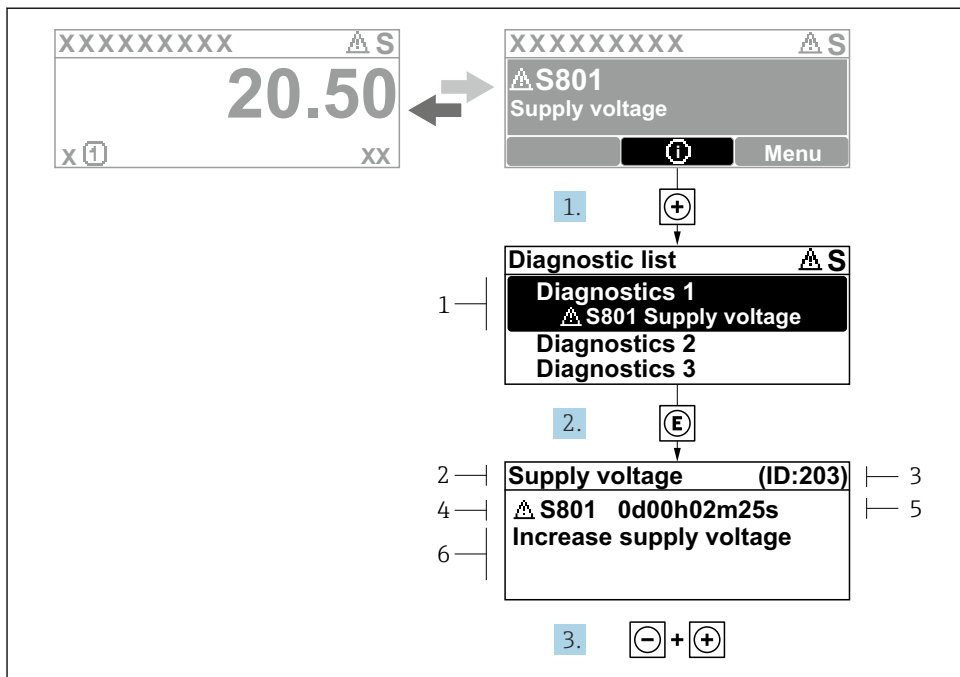 XXXXXXXXX ⚠ S
20.50
x 1 xx
XXXXXXXXX ⚠ S
⚠ S801
Supply voltage
i Menu
1. +
Diagnostic list ⚠ S
1
Diagnostics 1
⚠ S801 Supply voltage
Diagnostics 2
Diagnostics 3
2. E
2 Supply voltage (ID:203) 3
4 ⚠ S801 0d00h02m25s 5
6 Increase supply voltage
3. − + +